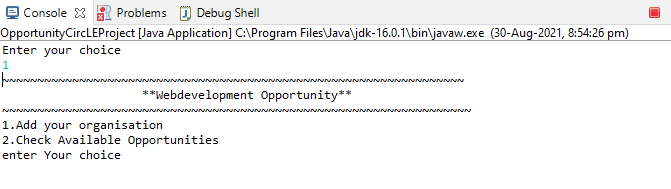 Console Problems Debug Shell
OpportunityCircLEProject [Java Application] C:\Program Files\Java\jdk-16.0.1\bin\javaw.exe (30-Aug-2021, 8:54:26 pm)
Enter your choice
1
~~~~~~~~~~~~~~~~~~~~~~~~~~~~~~~~~~~~~~~~~~~~~~~~~~~~~~~~~~~~~~~~~~
**Webdevelopment Opportunity**
~~~~~~~~~~~~~~~~~~~~~~~~~~~~~~~~~~~~~~~~~~~~~~~~~~~~~~~~~~~~~~~~~~~
1.Add your organisation
2.Check Available Opportunities
enter Your choice